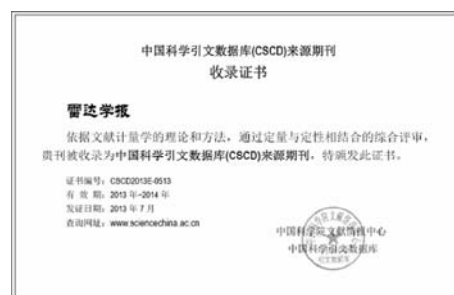 中国科学引文数据库(CSCD)来源期刊
收录证书
雷达学报
依据文献计量学的理论和方法，通过定量与定性相结合的综合评审，
贵刊被收录为中国科学引文数据库(CSCD)来源期刊，特颁发此证书。
证书编号：CSCD2013E-0513
有 效 期：2013 年-2014 年
发证日期：2013 年 7 月
查询网址：www.sciencechina.ac.cn
中国科学院文献情报中心
中国科学引文数据库